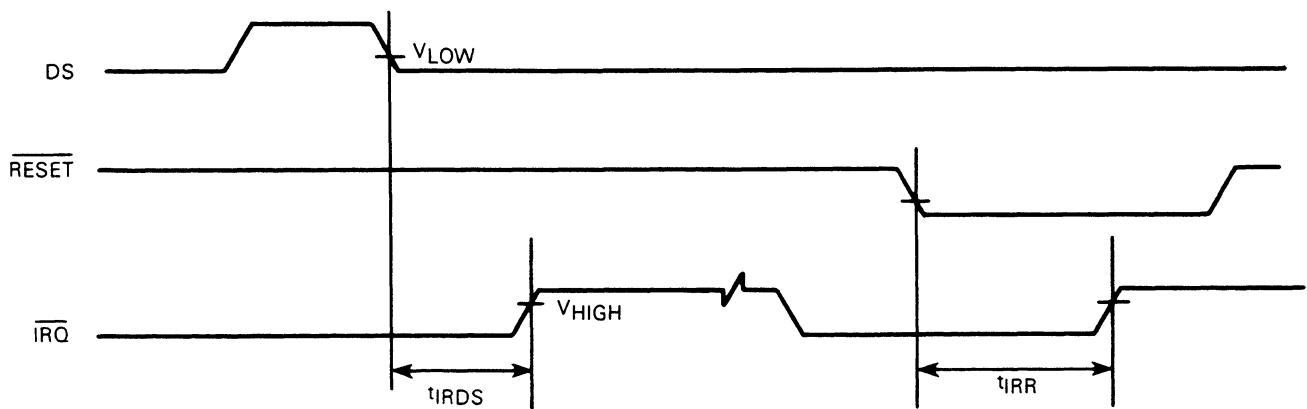 DS
VLOW
RESET
IRQ
VHIGH
tIRDS
tIRR